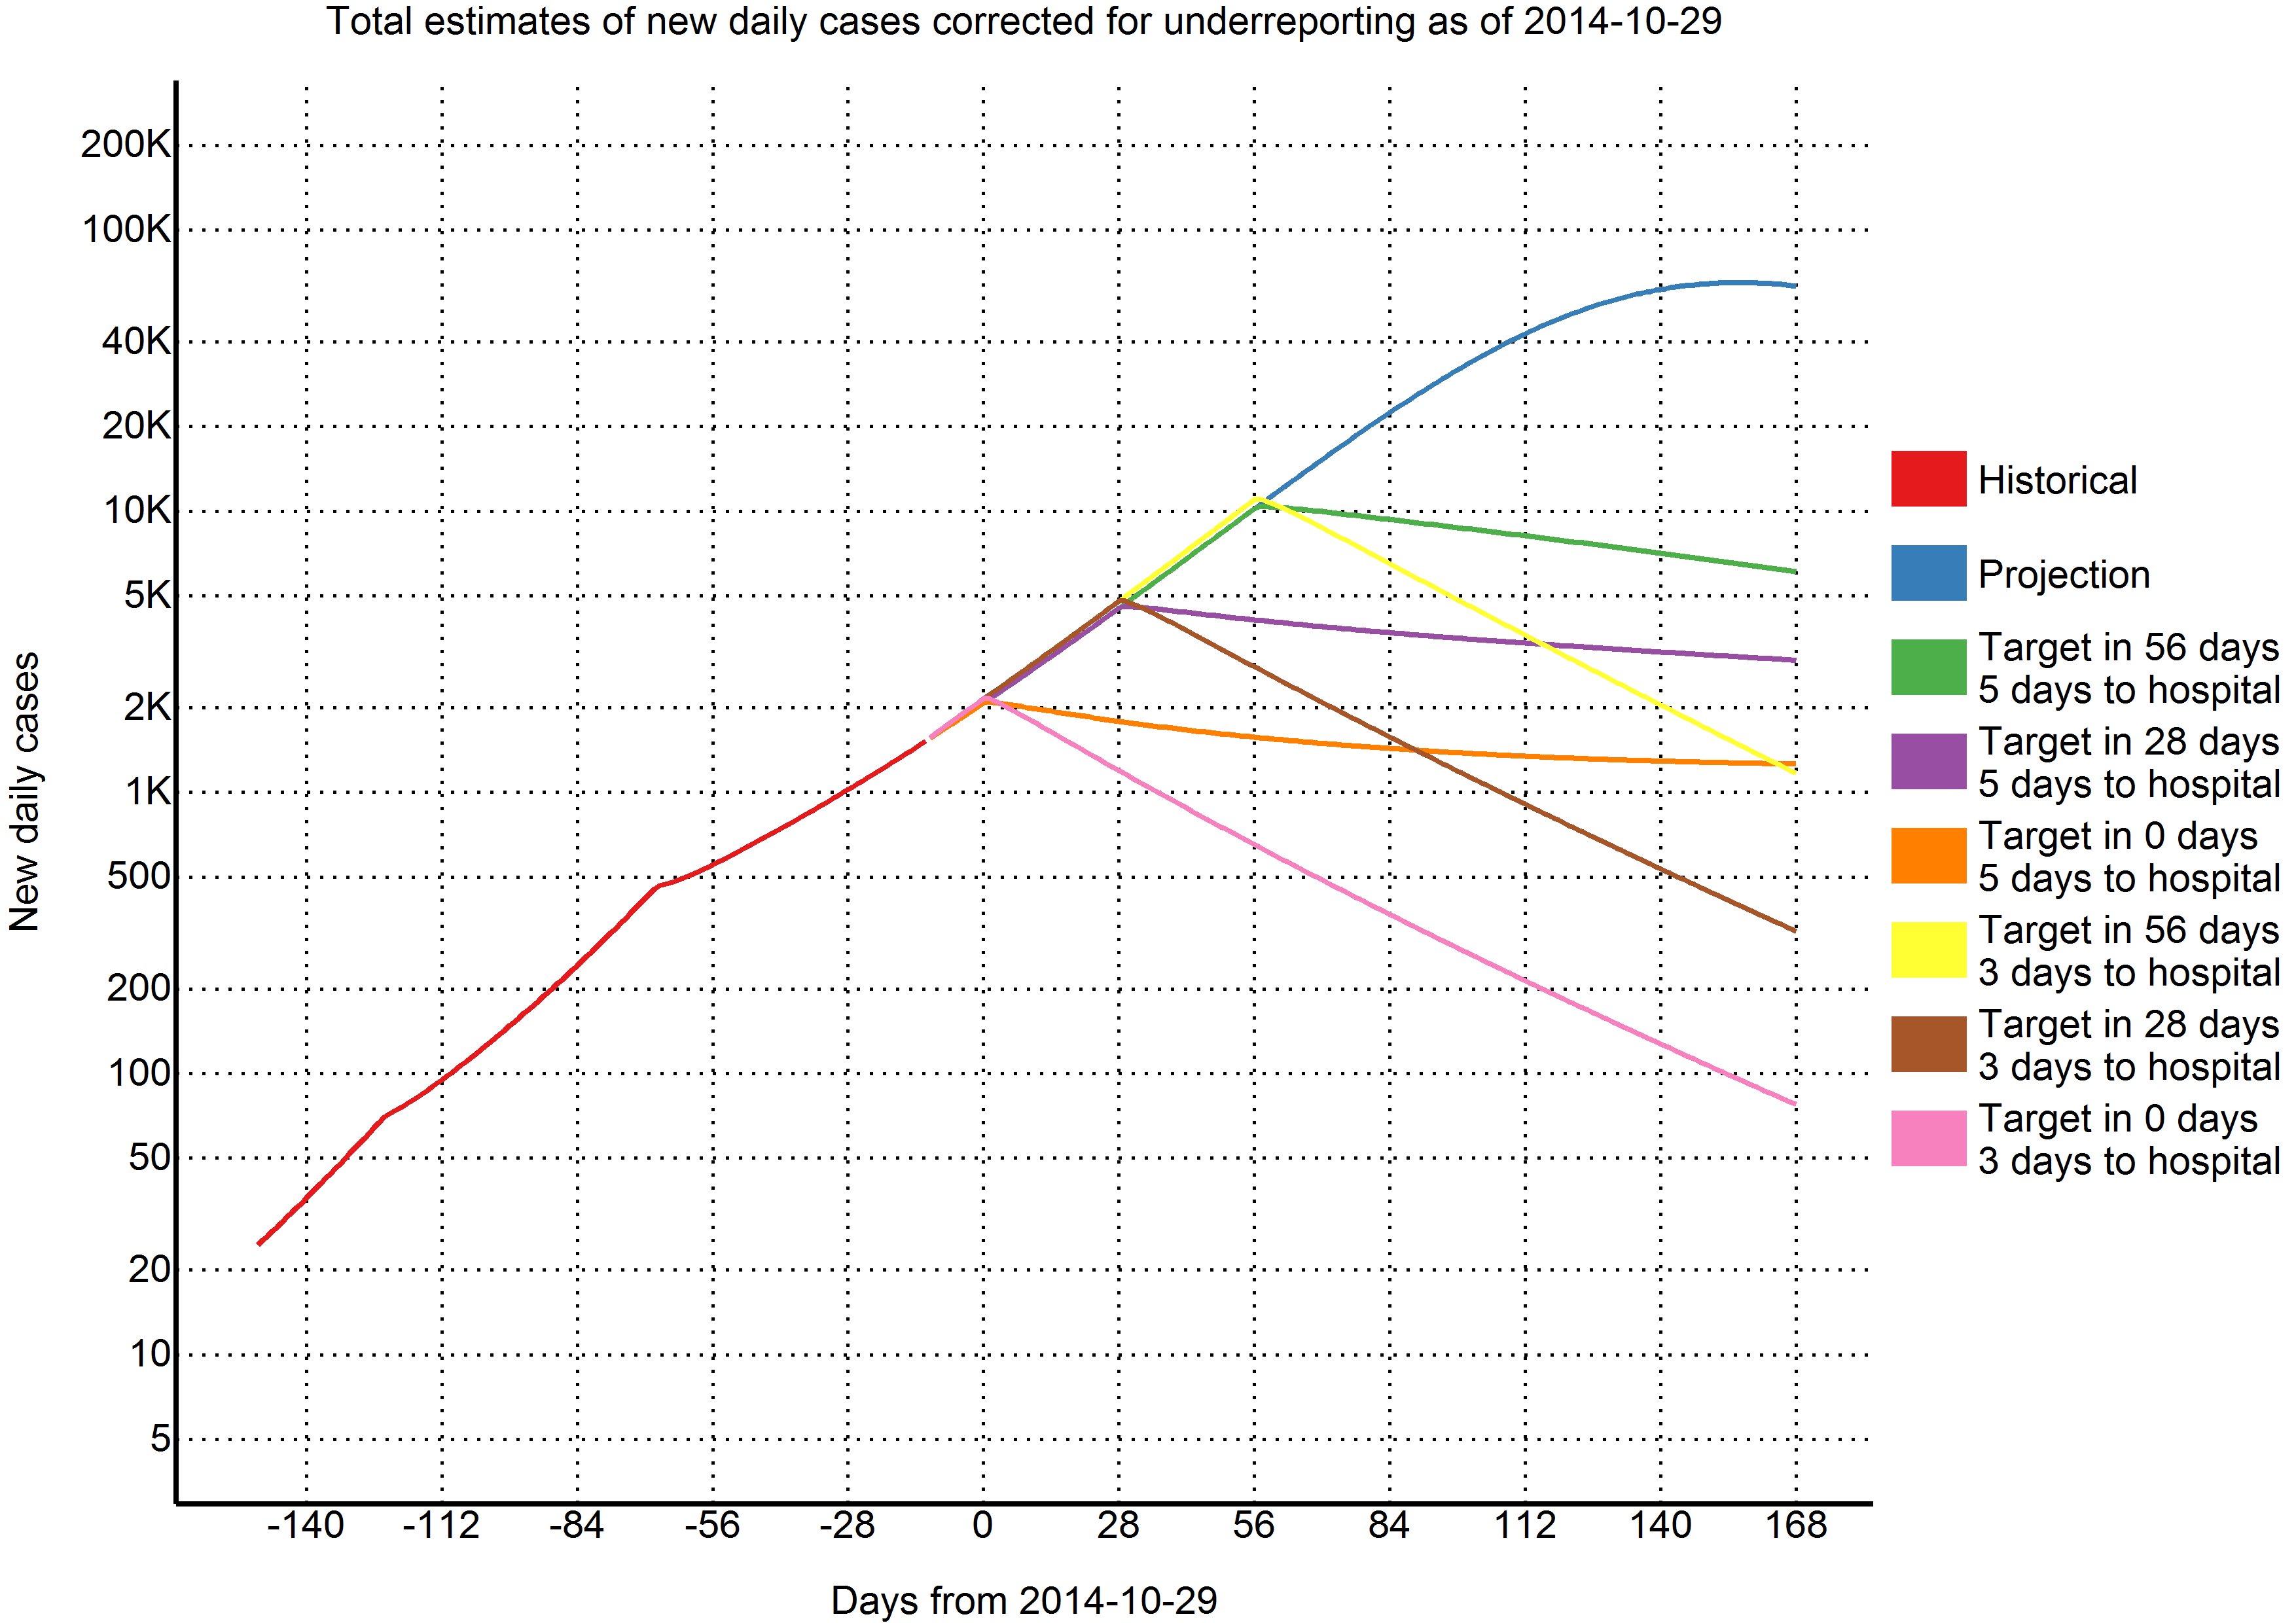 Total estimates of new daily cases corrected for underreporting as of 2014-10-29
200K
100K
40K
20K
10K
5K
2K
1K
500
200
100
50
20
10
5
New daily cases
-140 -112 -84 -56 -28 0 28 56 84 112 140 168
Days from 2014-10-29
Historical
Projection
Target in 56 days
5 days to hospital
Target in 28 days
5 days to hospital
Target in 0 days
5 days to hospital
Target in 56 days
3 days to hospital
Target in 28 days
3 days to hospital
Target in 0 days
3 days to hospital